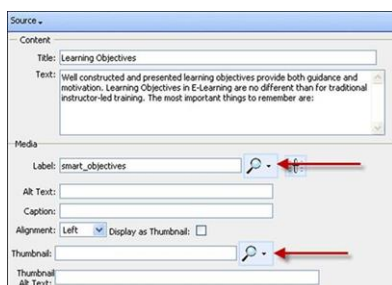 Source
Content
Title: Learning Objectives
Text: Well constructed and presented learning objectives provide both guidance and
motivation. Learning Objectives in E-Learning are no different than for traditional
instructor-led training. The most important things to remember are:
Media
Label: smart_objectives
Alt Text:
Caption:
Alignment: Left Display as Thumbnail:
Thumbnail:
Thumbnail
Alt Text: